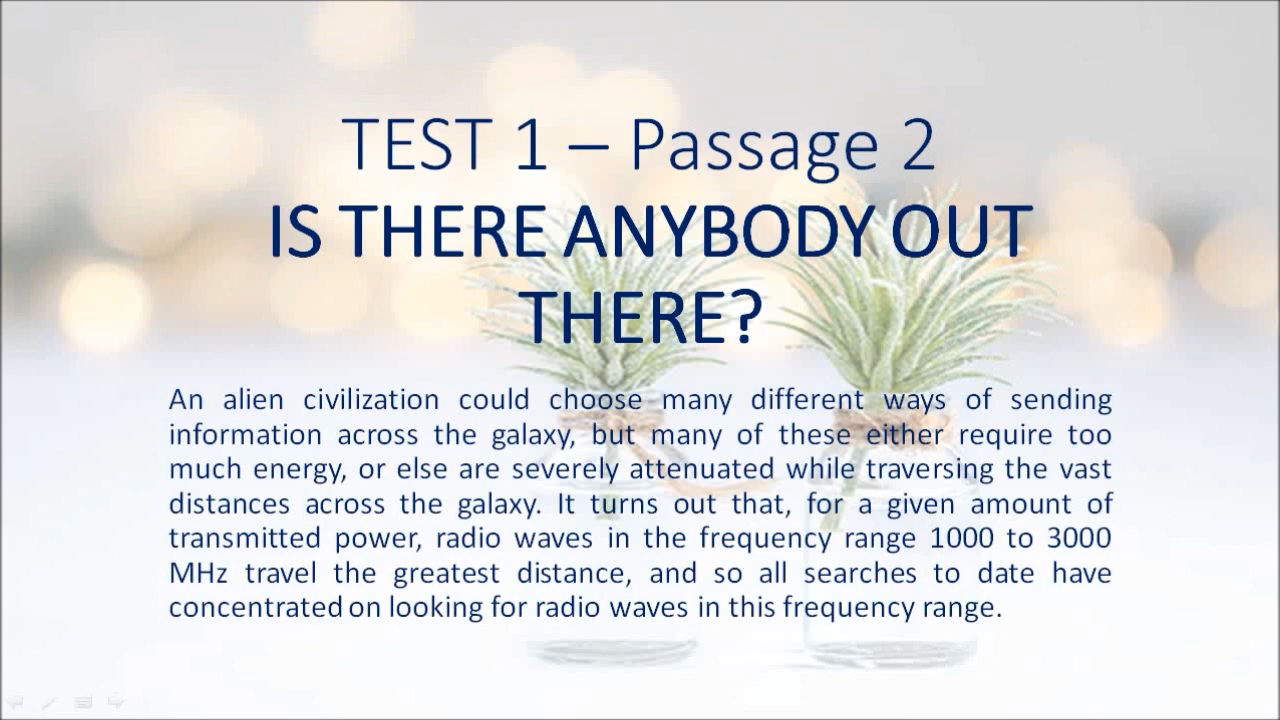 TEST 1 – Passage 2
IS THERE ANYBODY OUT
THERE?
An alien civilization could choose many different ways of sending
information across the galaxy, but many of these either require too
much energy, or else are severely attenuated while traversing the vast
distances across the galaxy. It turns out that, for a given amount of
transmitted power, radio waves in the frequency range 1000 to 3000
MHz travel the greatest distance, and so all searches to date have
concentrated on looking for radio waves in this frequency range.